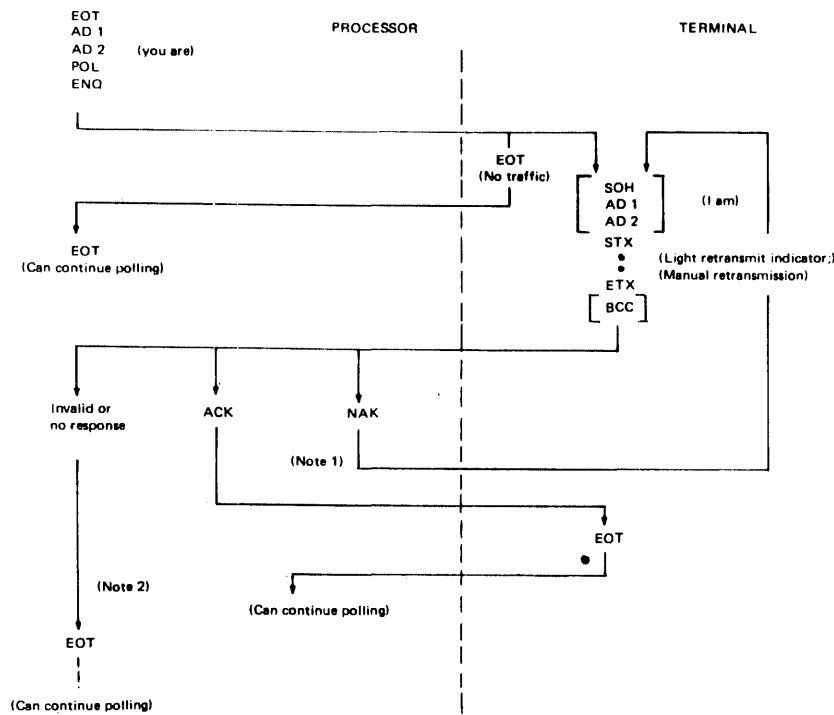 EOT
AD 1
AD 2 (you are)
POL
ENQ
PROCESSOR
TERMINAL
EOT
(No traffic)
SOH
AD 1
AD 2
(I am)
STX
ETX
BCC
(Light retransmit indicator;)
(Manual retransmission)
EOT
(Can continue polling)
Invalid or
no response
ACK
NAK
(Note 1)
EOT
(Can continue polling)
(Note 2)
EOT
(Can continue polling)